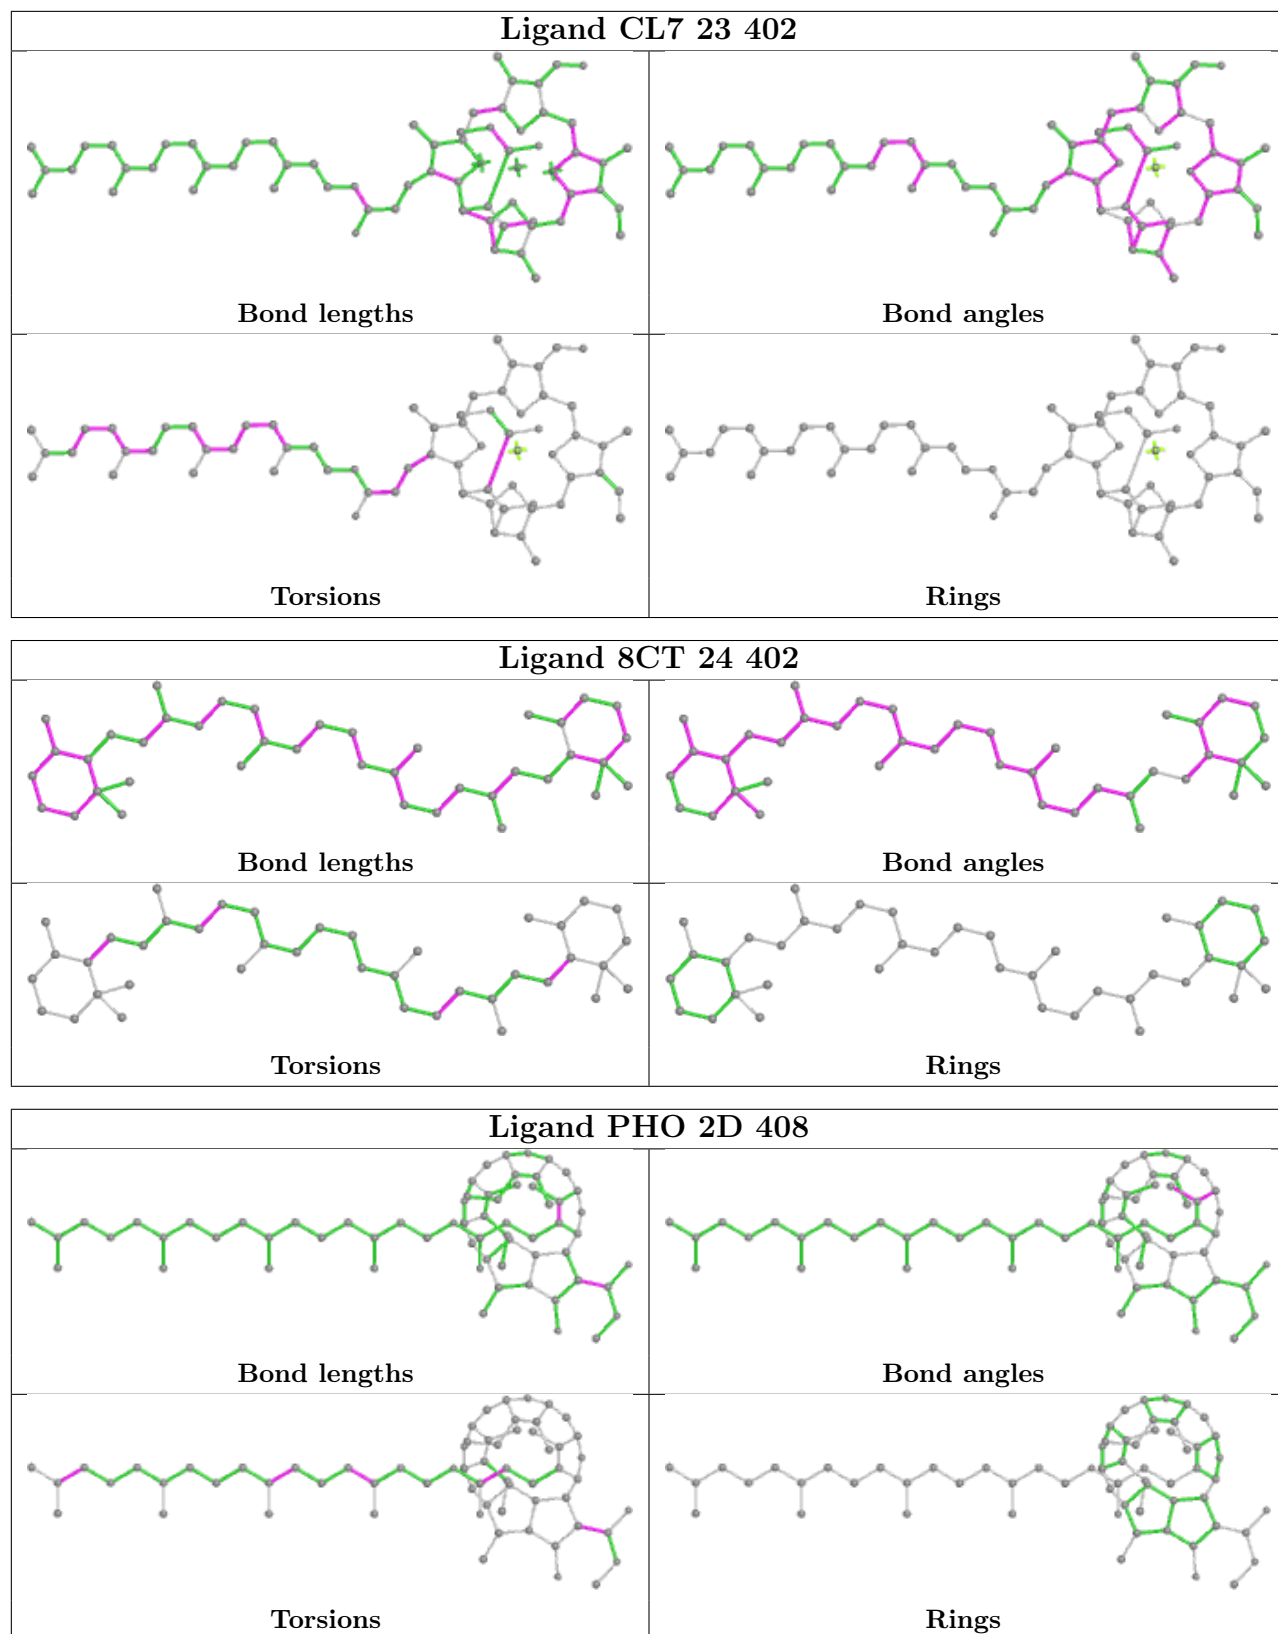 Ligand CL7 23 402
Bond lengths
Bond angles
Torsions
Rings
Ligand 8CT 24 402
Bond lengths
Bond angles
Torsions
Rings
Ligand PHO 2D 408
Bond lengths
Bond angles
Torsions
Rings